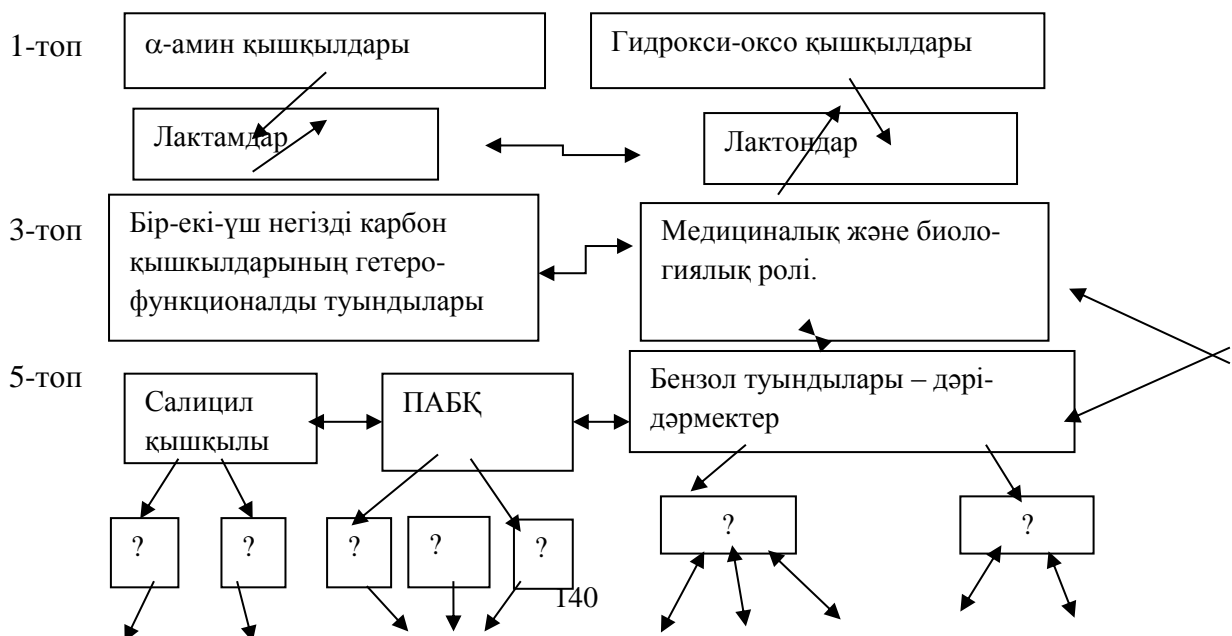 1-топ
α-амин қышқылдары
Гидрокси-оксо қышқылдары
Лактамдар
Лактондар
3-топ
Бір-екі-үш негізді карбон
қышкылдарының гетеро-
функционалды туындылары
Медициналық және биоло-
гиялық ролі.
5-топ
Салицил
қышқылы
ПАБҚ
Бензол туындылары – дәрі-
дәрмектер
?
?
?
?
?
?
?
140